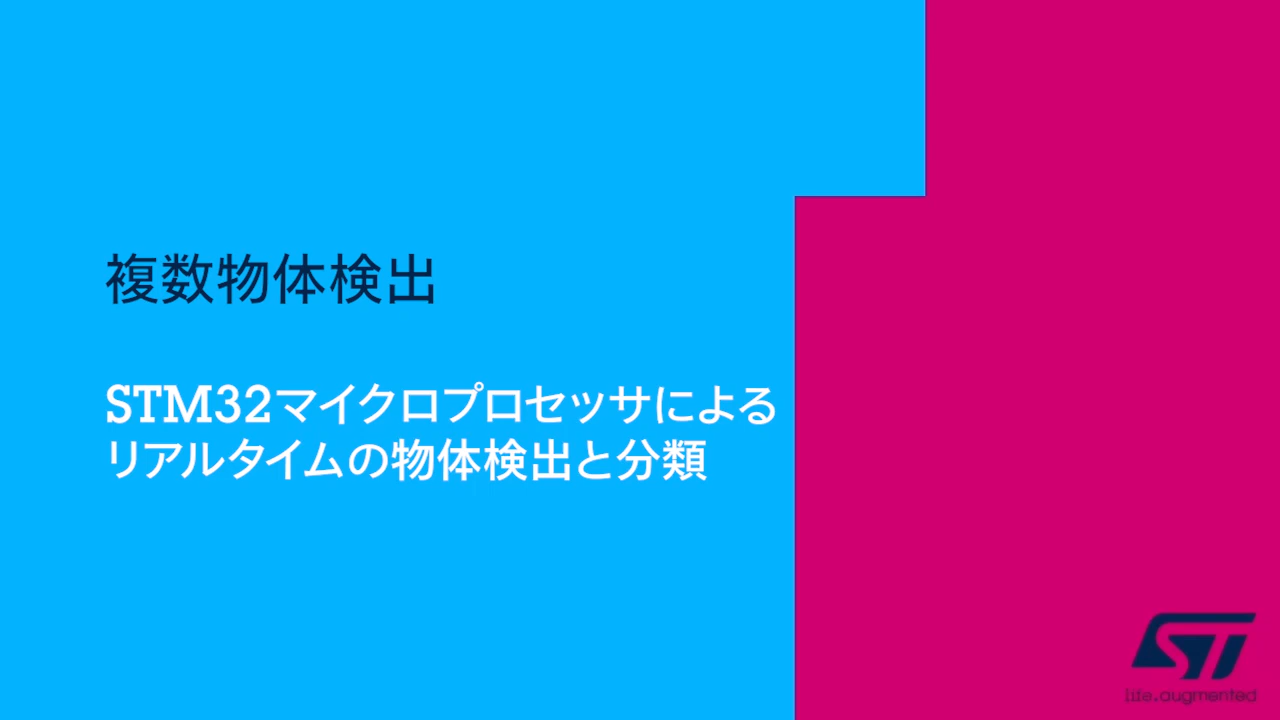 複数物体検出
STM32マイクロプロセッサによる
リアルタイムの物体検出と分類
ST
life.augmented